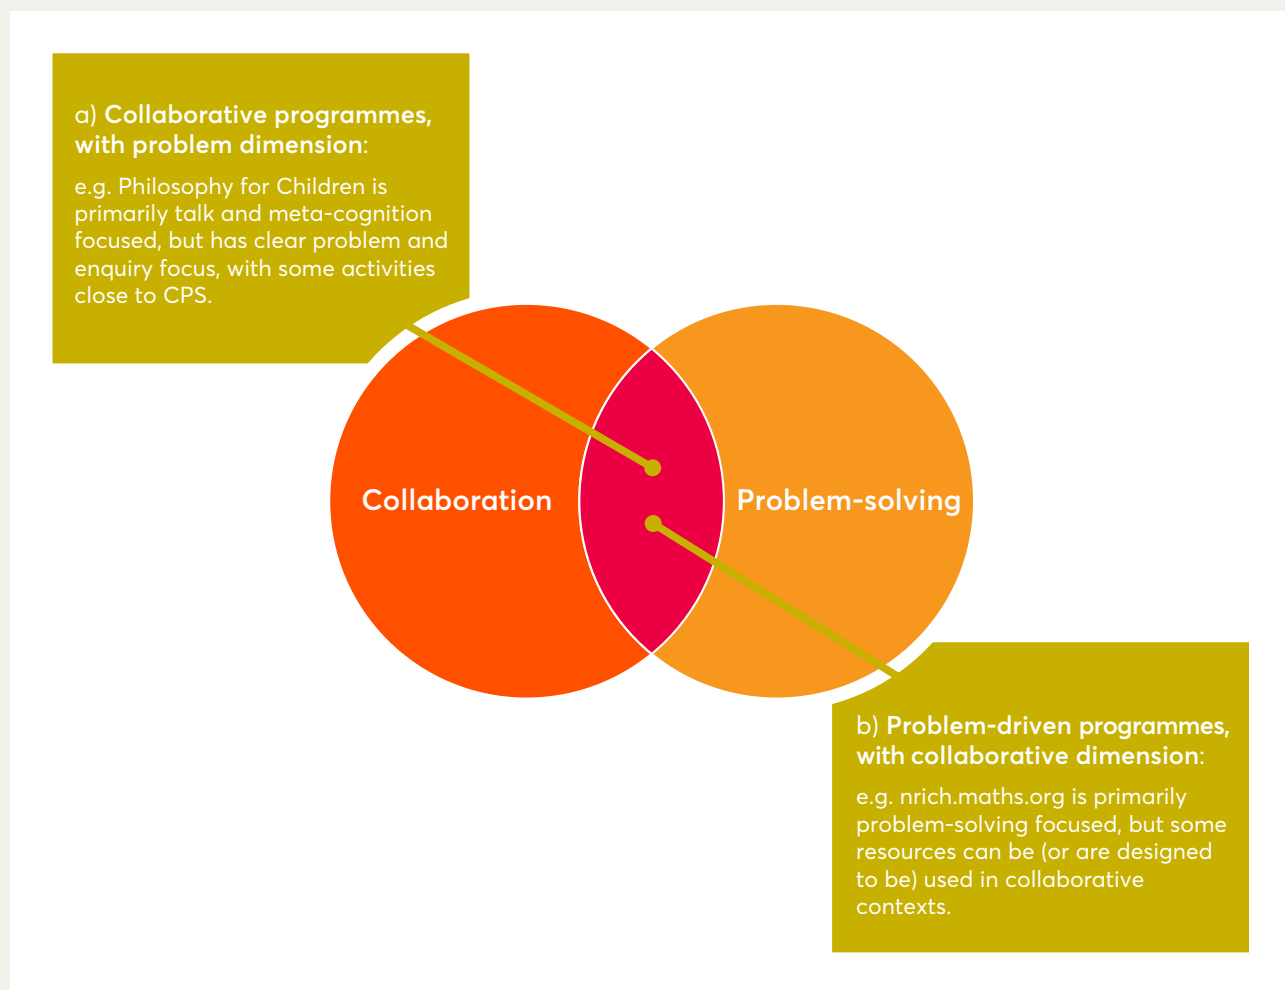 a) Collaborative programmes,
with problem dimension:
e.g. Philosophy for Children is
primarily talk and meta-cognition
focused, but has clear problem and
enquiry focus, with some activities
close to CPS.
Collaboration
Problem-solving
b) Problem-driven programmes,
with collaborative dimension:
e.g. nrich.maths.org is primarily
problem-solving focused, but some
resources can be (or are designed
to be) used in collaborative
contexts.